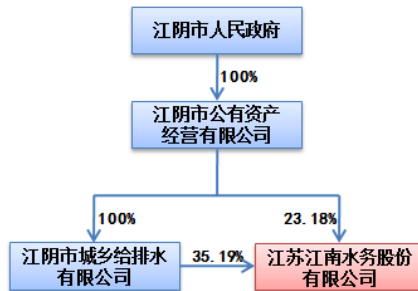 江阴市人民政府
100%
江阴市公有资产
经营有限公司
100%
23.18%
江阴市城乡给排水
有限公司
35.19%
江苏江南水务股份
有限公司